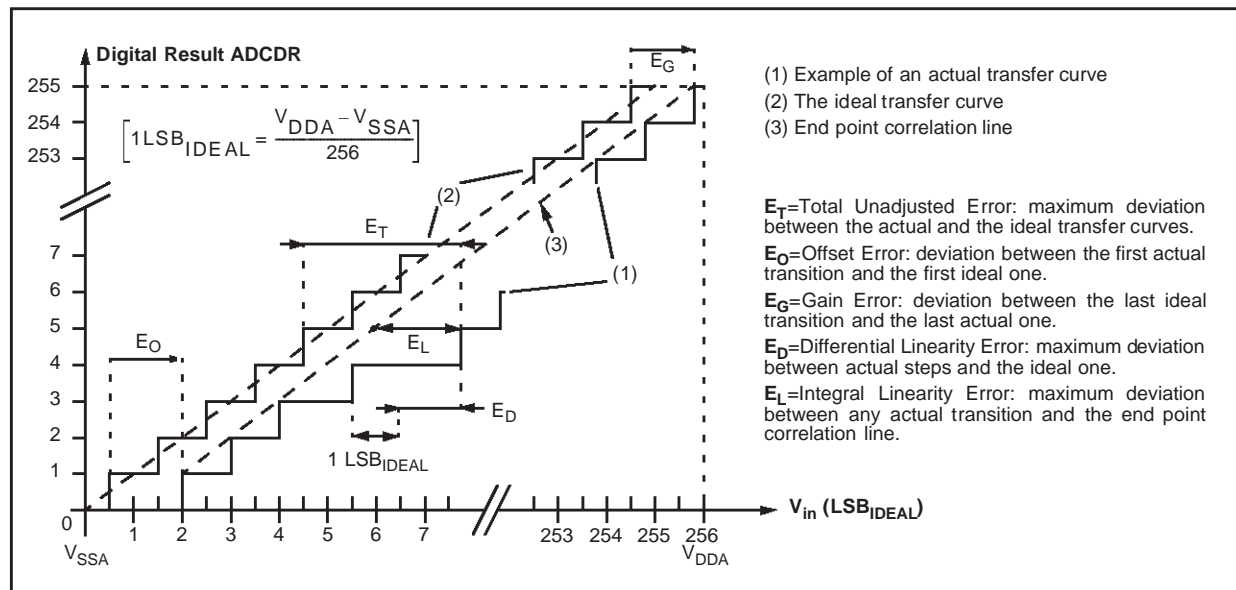 Digital Result ADCDR
E_G
255
254
253
[1LSB_IDEAL = (V_DDA − V_SSA) / 256]
(2)
(3)
(1)
E_T
7
6
5
4
3
2
1
0
E_O
E_L
E_D
1 LSB_IDEAL
1 2 3 4 5 6 7 253 254 255 256
V_in (LSB_IDEAL)
V_SSA
V_DDA
(1) Example of an actual transfer curve
(2) The ideal transfer curve
(3) End point correlation line
E_T=Total Unadjusted Error: maximum deviation
between the actual and the ideal transfer curves.
E_O=Offset Error: deviation between the first actual
transition and the first ideal one.
E_G=Gain Error: deviation between the last ideal
transition and the last actual one.
E_D=Differential Linearity Error: maximum deviation
between actual steps and the ideal one.
E_L=Integral Linearity Error: maximum deviation
between any actual transition and the end point
correlation line.